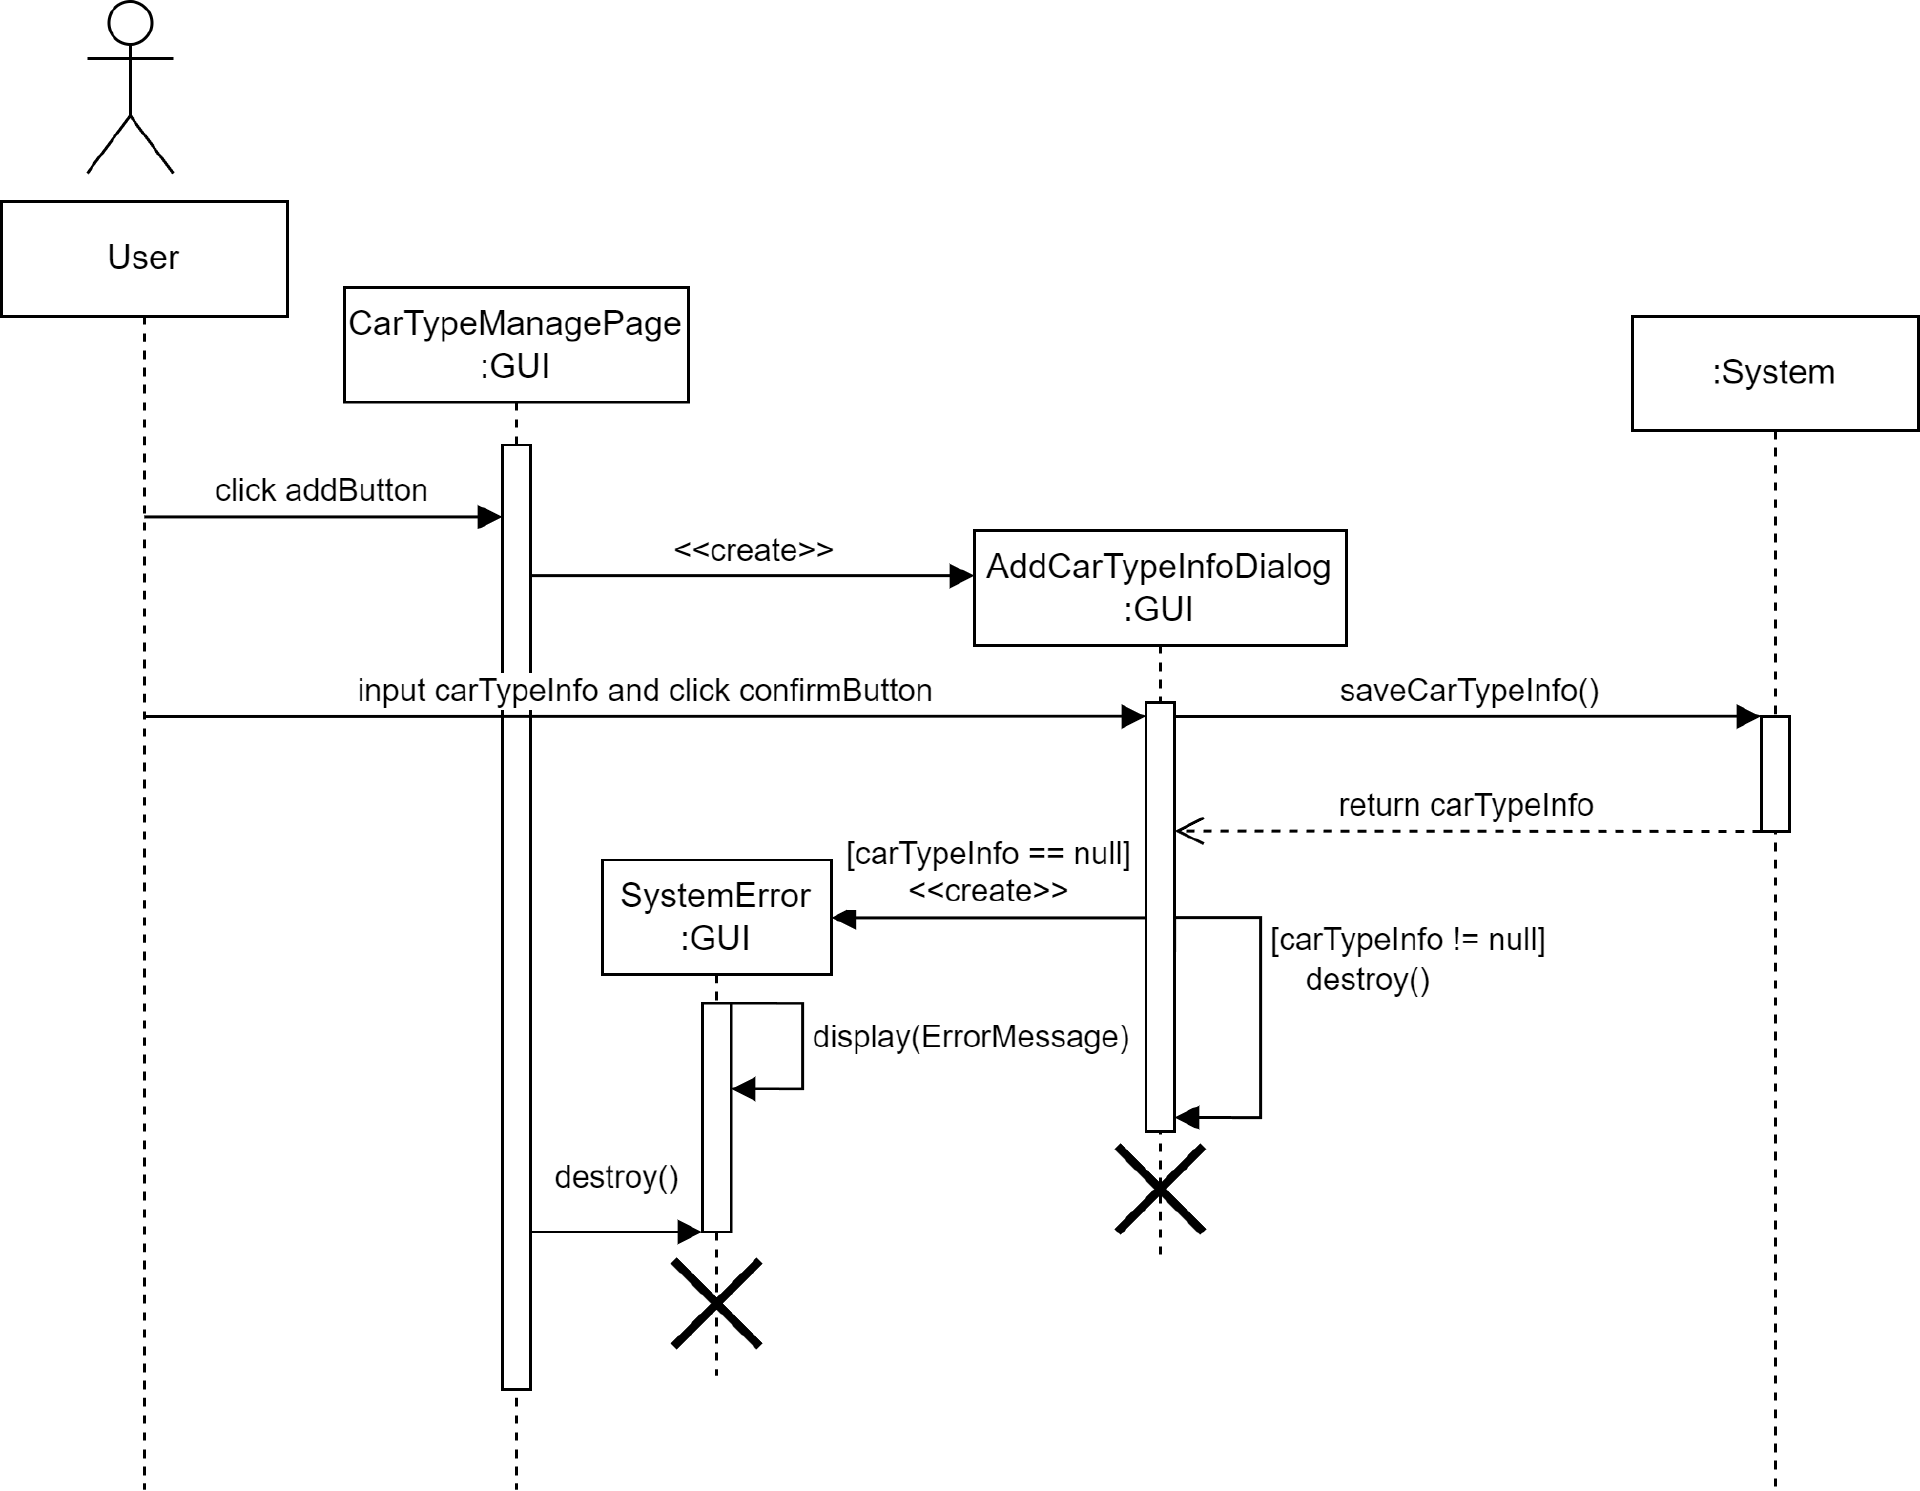 User
CarTypeManagePage
:GUI
:System
click addButton
<<create>>
AddCarTypeInfoDialog
:GUI
input carTypeInfo and click confirmButton
saveCarTypeInfo()
return carTypeInfo
[carTypeInfo == null]
<<create>>
SystemError
:GUI
[carTypeInfo != null]
destroy()
display(ErrorMessage)
destroy()